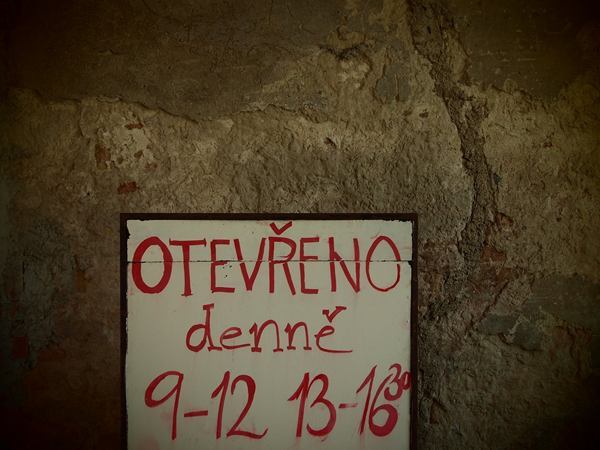 OTEVŘENO
denně
9-12 13-16³⁰